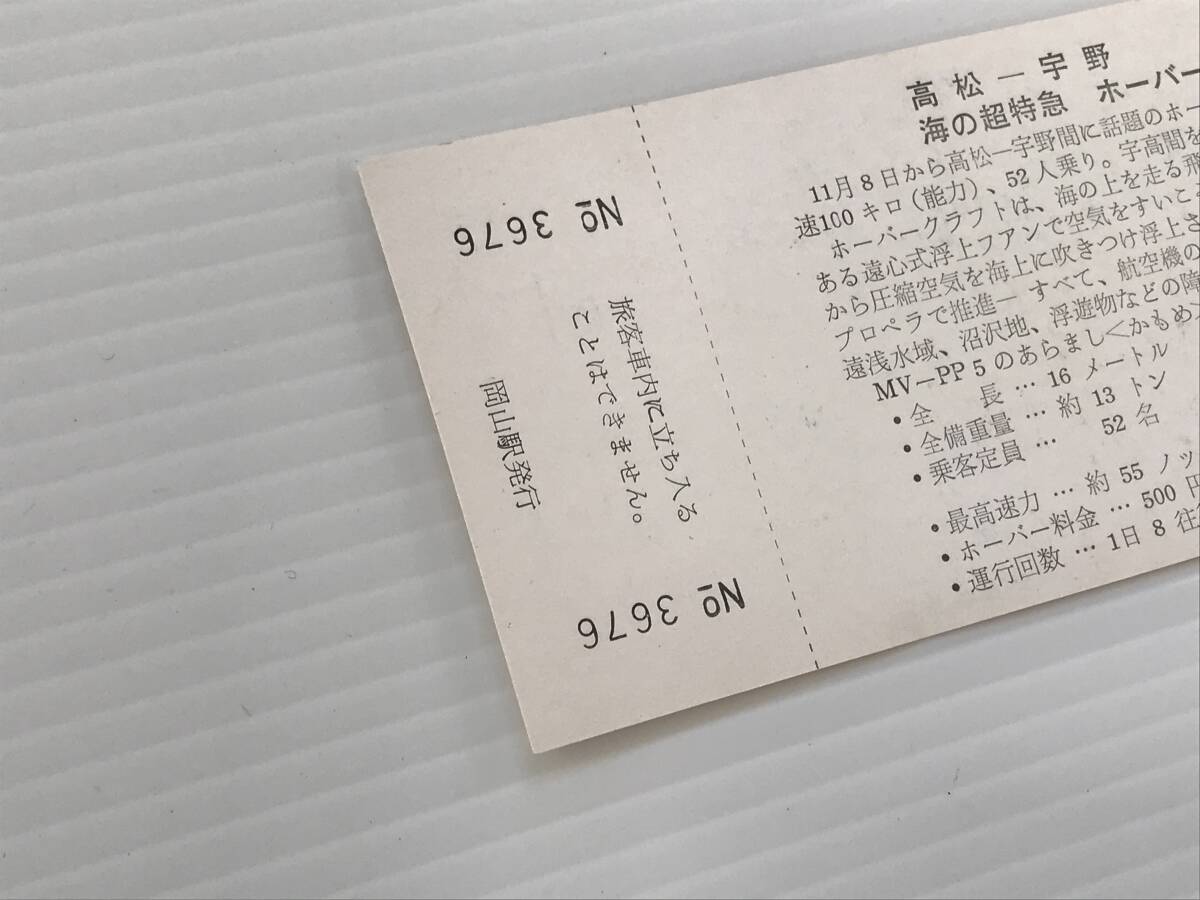 No 3676
旅客車内に立ち入る
ことはできません。
岡山駅発行
No 3676
高松―宇野
海の超特急 ホーバー
11月8日から高松―宇野間に話題のホー
速100キロ（能力）、52人乗り。宇高間を
ホーバークラフトは、海の上を走る飛
ある遠心式浮上フアンで空気をすいこ
から圧縮空気を海上に吹きつけ浮上さ
プロペラで推進― すべて、航空機の
遠浅水域、沼沢地、浮遊物などの障
MV―PP5のあらまし＜かもめ
・全 長 … 16 メートル
・全備重量 … 約 13 トン
・乗客定員 … 52 名
・最高速力 … 約 55 ノッ
・ホーバー料金 … 500 円
・運行回数 … 1日 8 往